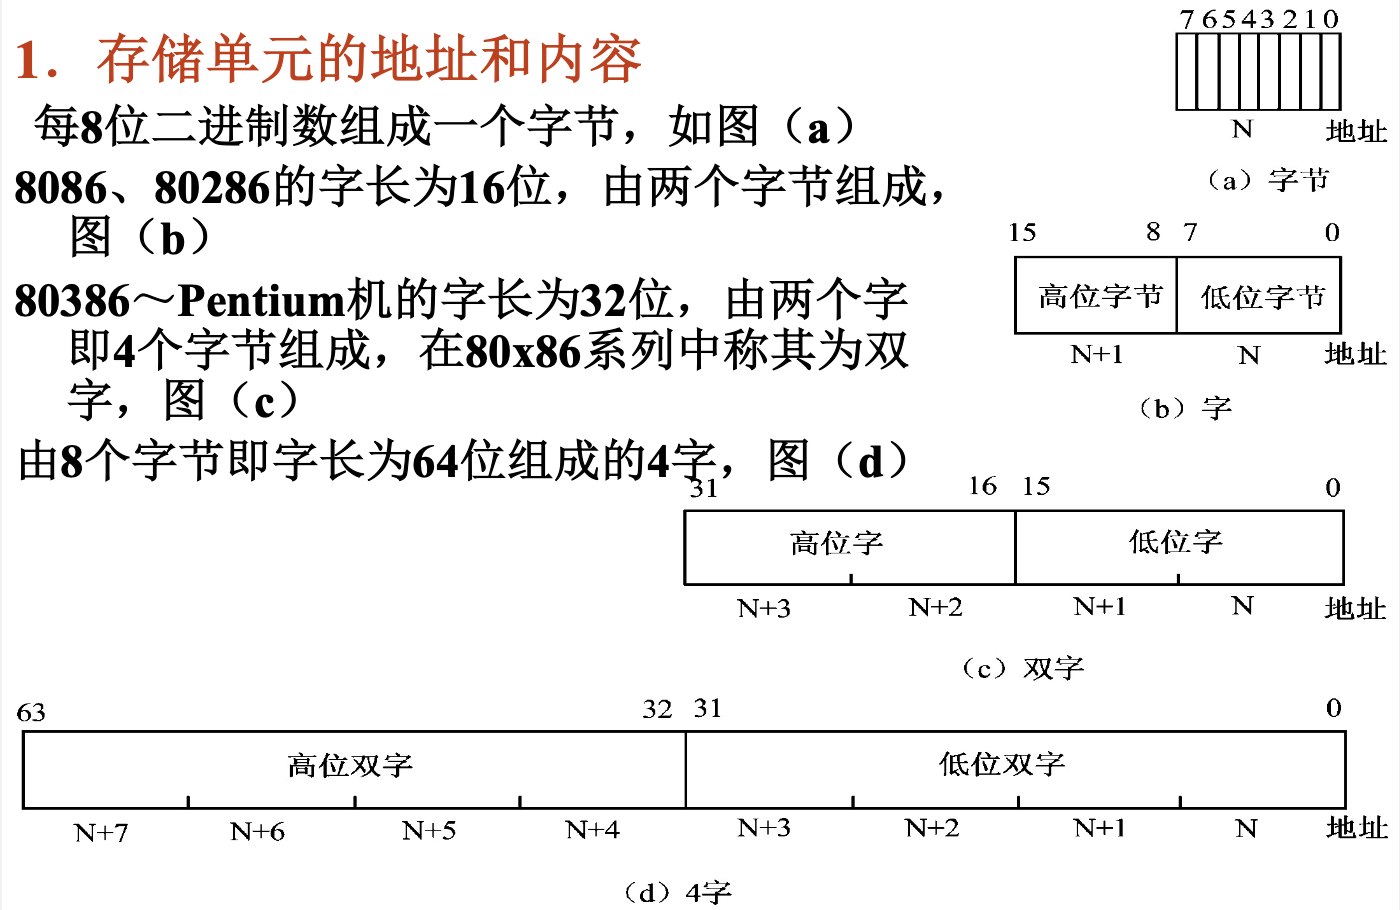 1．存储单元的地址和内容
每8位二进制数组成一个字节，如图（a）
8086、80286的字长为16位，由两个字节组成，
图（b）
80386～Pentium机的字长为32位，由两个字
即4个字节组成，在80x86系列中称其为双
字，图（c）
由8个字节即字长为64位组成的4字，图（d）
7 6 5 4 3 2 1 0
N 地址
（a）字节
15 8 7 0
高位字节 低位字节
N+1 N 地址
（b）字
31 16 15 0
高位字 低位字
N+3 N+2 N+1 N 地址
（c）双字
63 32 31 0
高位双字 低位双字
N+7 N+6 N+5 N+4 N+3 N+2 N+1 N 地址
（d）4字